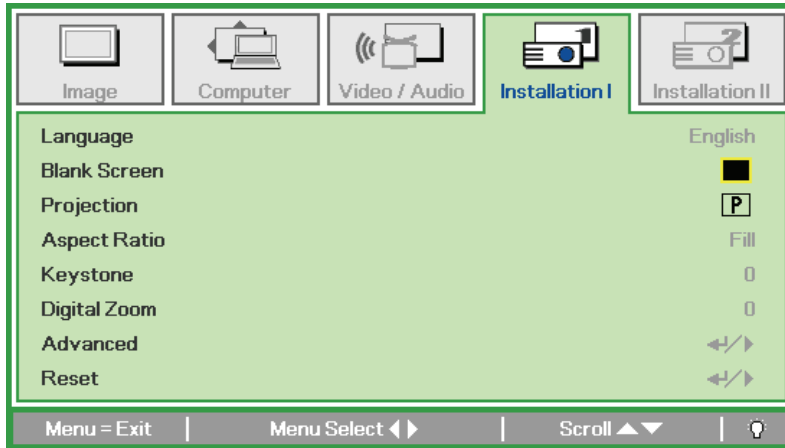 Image Computer Video / Audio Installation I Installation II
Language English
Blank Screen
Projection P
Aspect Ratio Fill
Keystone 0
Digital Zoom 0
Advanced
Reset
Menu = Exit Menu Select Scroll